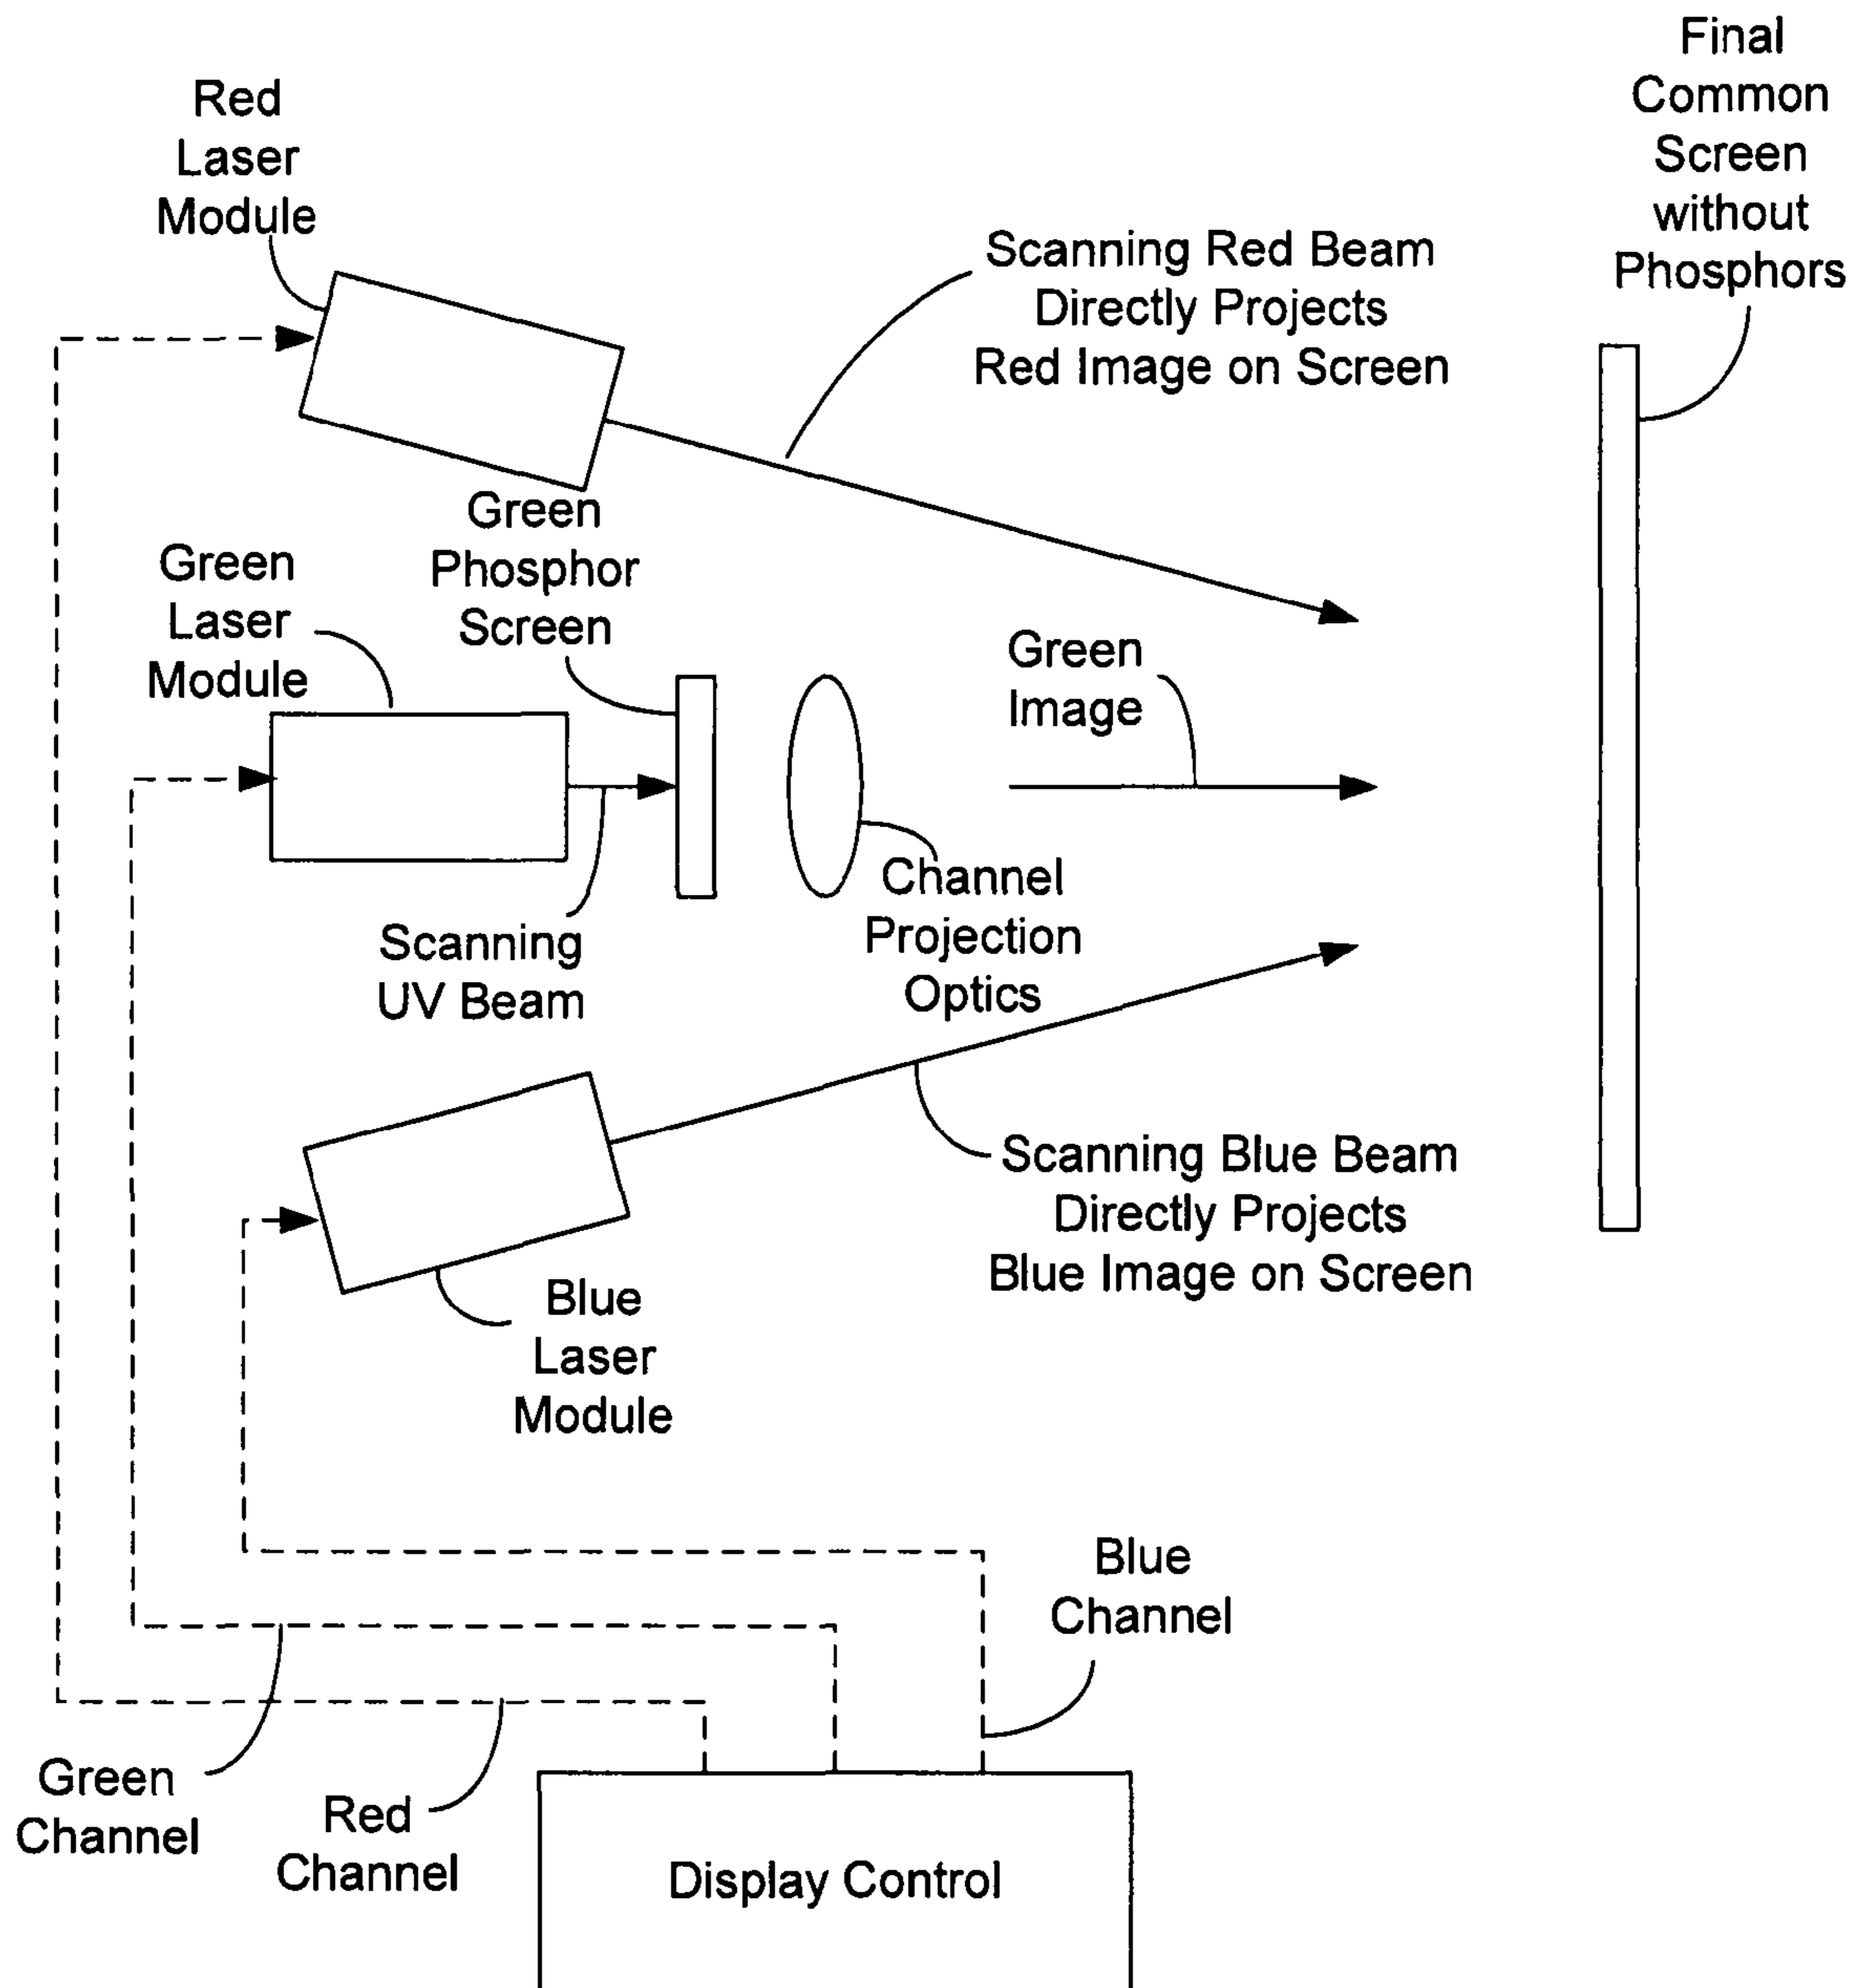 Final
Common
Screen
without
Phosphors
Red
Laser
Module
Scanning Red Beam
Directly Projects
Red Image on Screen
Green
Phosphor
Screen
Green
Laser
Module
Green
Image
Channel
Projection
Optics
Scanning
UV Beam
Scanning Blue Beam
Directly Projects
Blue Image on Screen
Blue
Laser
Module
Blue
Channel
Green
Channel
Red
Channel
Display Control